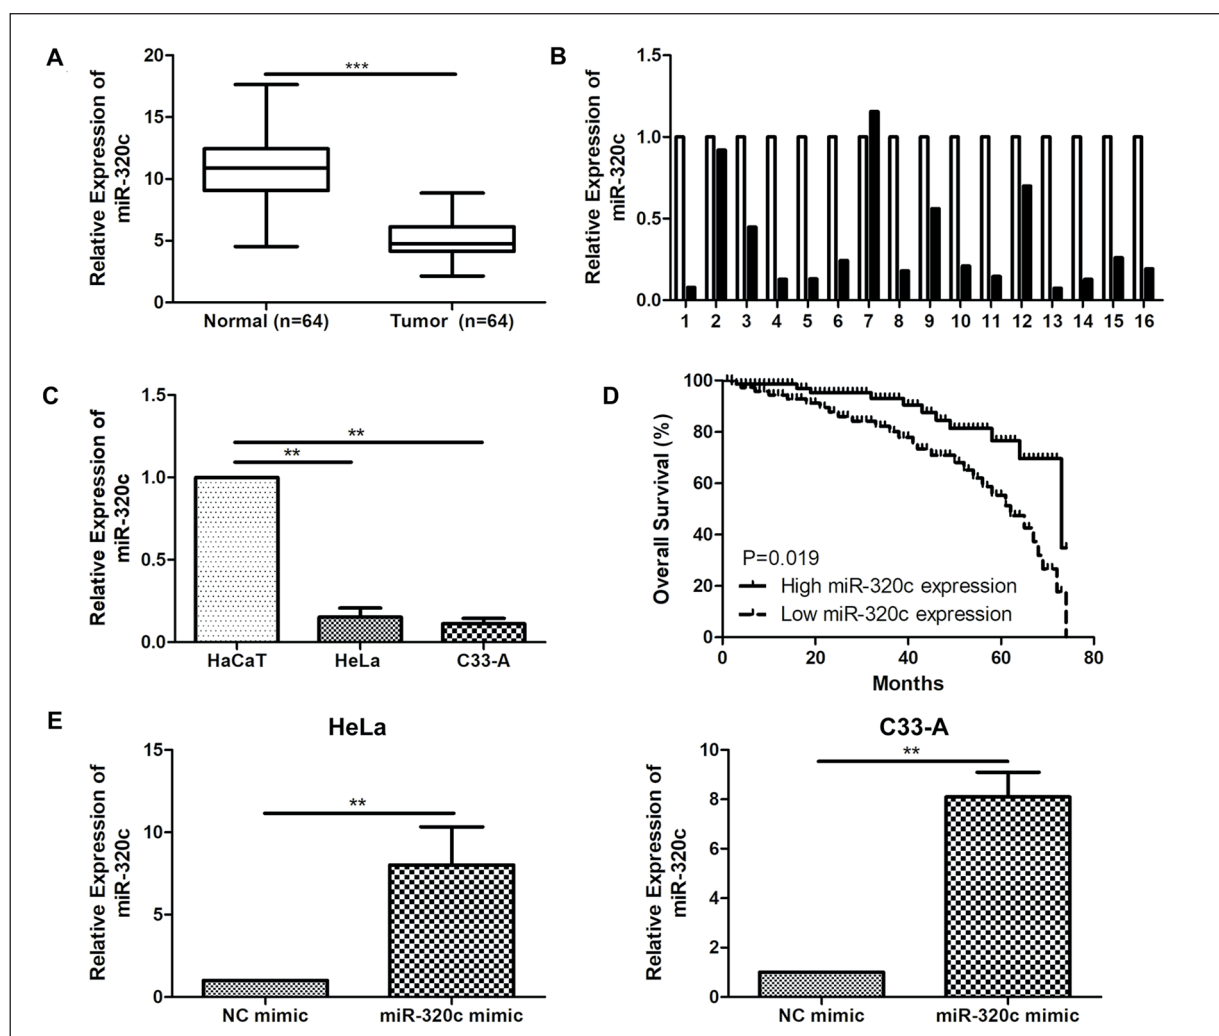 A
Relative Expression of
miR-320c
20
15
10
5
0
***
Normal (n=64)
Tumor (n=64)
B
Relative Expression of
miR-320c
1.5
1.0
0.5
0.0
1 2 3 4 5 6 7 8 9 10 11 12 13 14 15 16
C
Relative Expression of
miR-320c
1.5
1.0
0.5
0.0
**
**
HaCaT
HeLa
C33-A
D
Overall Survival (%)
100
80
60
40
20
0
P=0.019
High miR-320c expression
Low miR-320c expression
0 20 40 60 80
Months
E
HeLa
Relative Expression of
miR-320c
15
10
5
0
**
NC mimic
miR-320c mimic
C33-A
Relative Expression of
miR-320c
10
8
6
4
2
0
**
NC mimic
miR-320c mimic